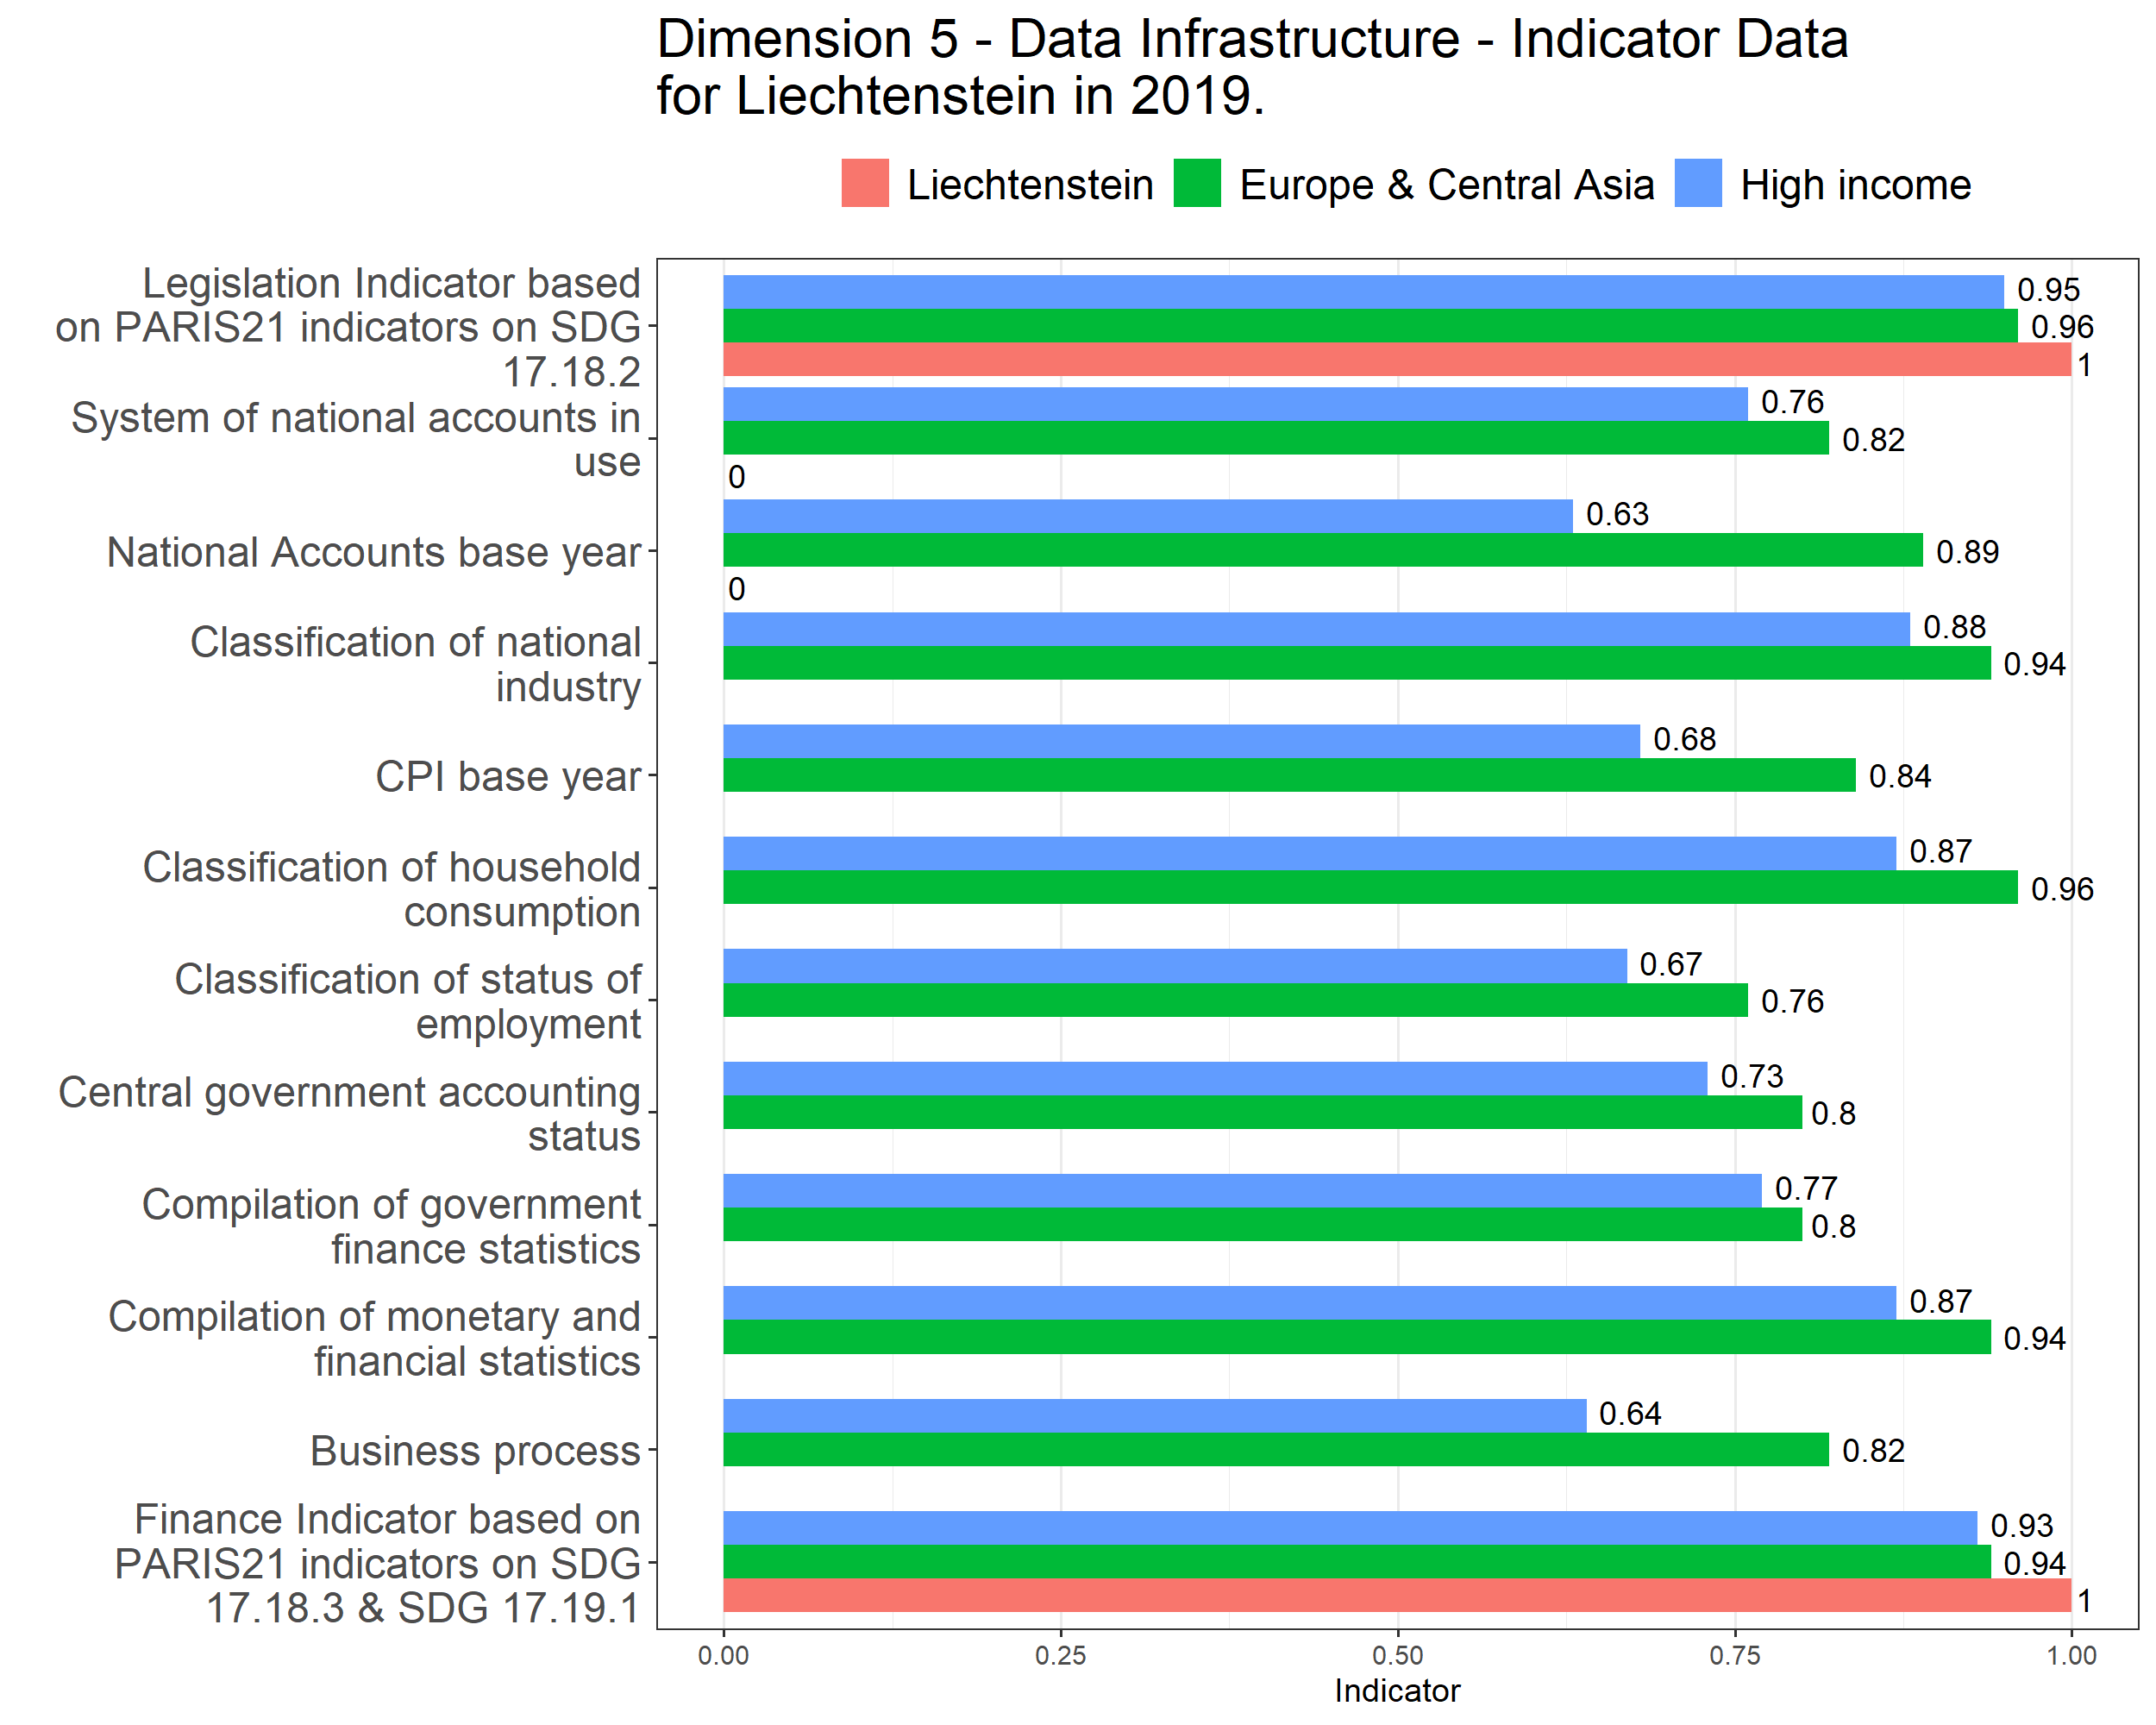 Dimension 5 - Data Infrastructure - Indicator Data
for Liechtenstein in 2019.
Liechtenstein
Europe & Central Asia
High income
Legislation Indicator based
on PARIS21 indicators on SDG
17.18.2
0.95
0.96
1
System of national accounts in
use
0.76
0.82
0
National Accounts base year
0.63
0.89
0
Classification of national
industry
0.88
0.94
CPI base year
0.68
0.84
Classification of household
consumption
0.87
0.96
Classification of status of
employment
0.67
0.76
Central government accounting
status
0.73
0.8
Compilation of government
finance statistics
0.77
0.8
Compilation of monetary and
financial statistics
0.87
0.94
Business process
0.64
0.82
Finance Indicator based on
PARIS21 indicators on SDG
17.18.3 & SDG 17.19.1
0.93
0.94
1
0.00
0.25
0.50
0.75
1.00
Indicator